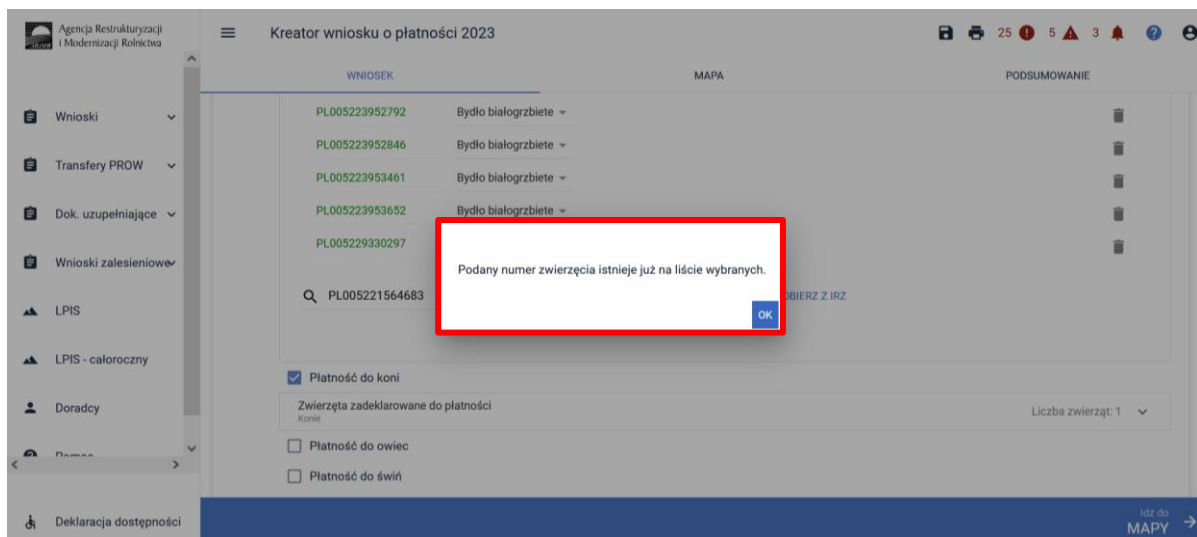 Agencja Restrukturyzacji
i Modernizacji Rolnictwa
Kreator wniosku o płatności 2023
25 5 3
WNIOSEK MAPA PODSUMOWANIE
Wnioski
Transfery PROW
Dok. uzupełniające
Wnioski zalesieniowe
LPIS
LPIS - całoroczny
Doradcy
Pomoc
Deklaracja dostępności
PL005223952792 Bydło białogrzbiete
PL005223952846 Bydło białogrzbiete
PL005223953461 Bydło białogrzbiete
PL005223953652 Bydło białogrzbiete
PL005229330297
Podany numer zwierzęcia istnieje już na liście wybranych.
OK
PL005221564683 OBIERZ Z IRZ
Płatność do koni
Zwierzęta zadeklarowane do płatności
Konie
Liczba zwierząt: 1
Płatność do owiec
Płatność do świń
Idź do
MAPY